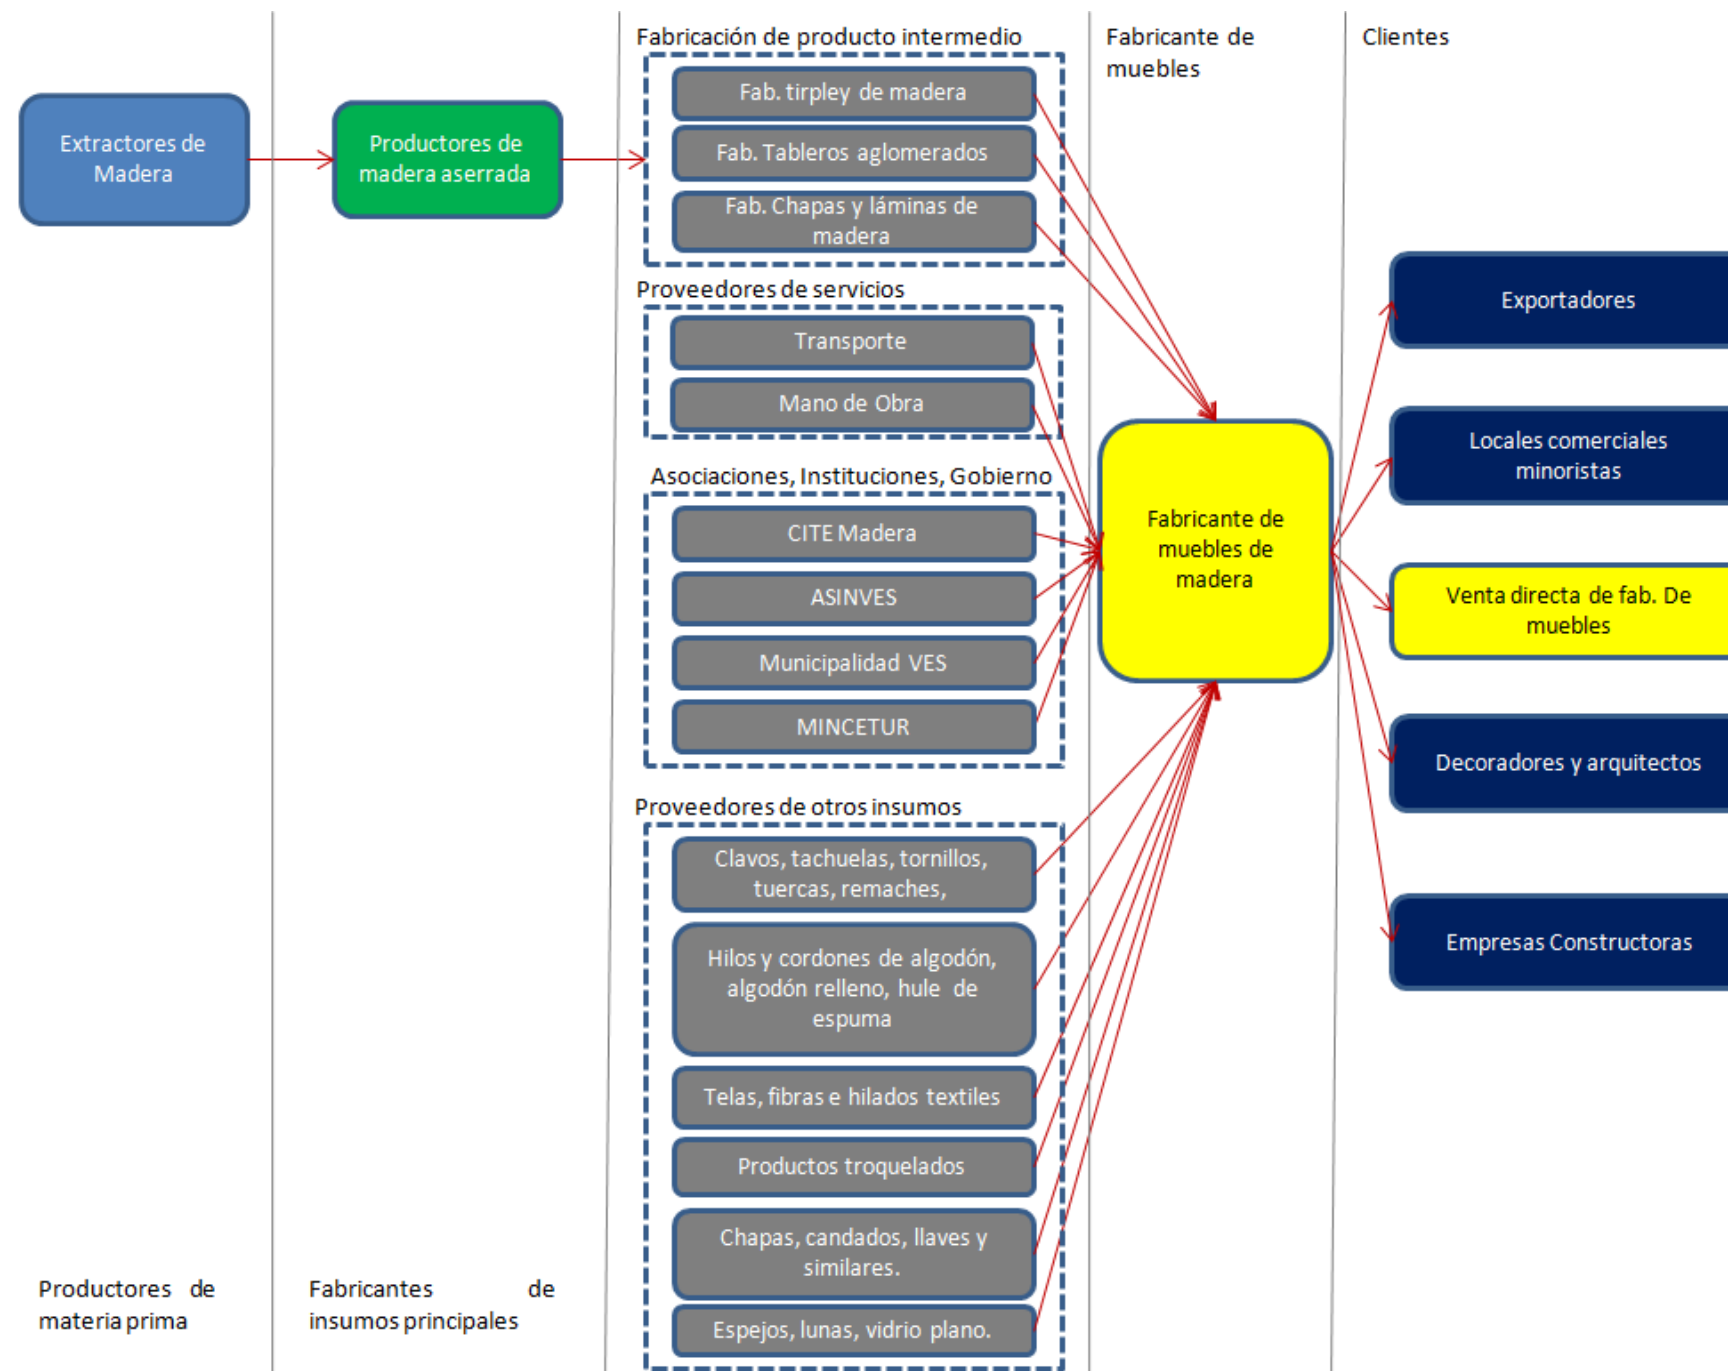 Extractores de
Madera
Productores de
materia prima
Productores de
madera aserrada
Fabricantes de
insumos principales
Fabricación de producto intermedio
Fab. tirpley de madera
Fab. Tableros aglomerados
Fab. Chapas y láminas de
madera
Proveedores de servicios
Transporte
Mano de Obra
Asociaciones, Instituciones, Gobierno
CITE Madera
ASINVES
Municipalidad VES
MINCETUR
Proveedores de otros insumos
Clavos, tachuelas, tornillos,
tuercas, remaches,
Hilos y cordones de algodón,
algodón relleno, hule de
espuma
Telas, fibras e hilados textiles
Productos troquelados
Chapas, candados, llaves y
similares.
Espejos, lunas, vidrio plano.
Fabricante de
muebles
Fabricante de
muebles de
madera
Clientes
Exportadores
Locales comerciales
minoristas
Venta directa de fab. De
muebles
Decoradores y arquitectos
Empresas Constructoras